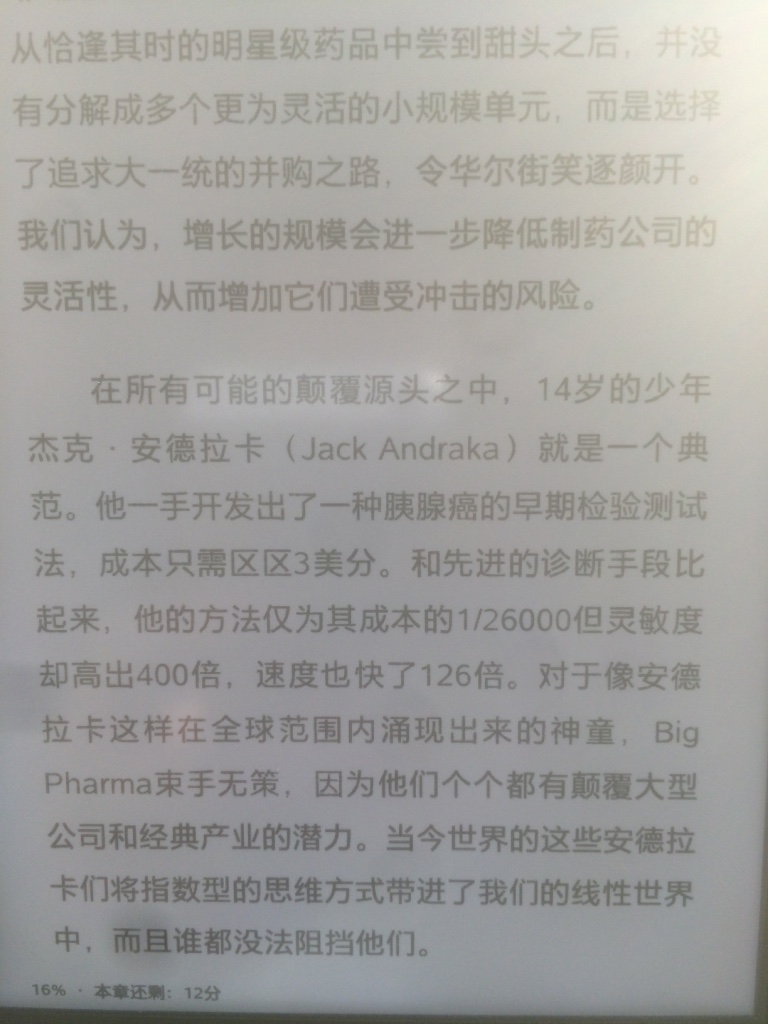 从恰逢其时的明星级药品中尝到甜头之后，并没
有分解成多个更为灵活的小规模单元，而是选择
了追求大一统的并购之路，令华尔街笑逐颜开。
我们认为，增长的规模会进一步降低制药公司的
灵活性，从而增加它们遭受冲击的风险。
在所有可能的颠覆源头之中，14岁的少年
杰克·安德拉卡（Jack Andraka）就是一个典
范。他一手开发出了一种胰腺癌的早期检验测试
法，成本只需区区3美分。和先进的诊断手段比
起来，他的方法仅为其成本的1/26000但灵敏度
却高出400倍，速度也快了126倍。对于像安德
拉卡这样在全球范围内涌现出来的神童，Big
Pharma束手无策，因为他们个个都有颠覆大型
公司和经典产业的潜力。当今世界的这些安德拉
卡们将指数型的思维方式带进了我们的线性世界
中，而且谁都没法阻挡他们。
16% · 本章还剩：12分